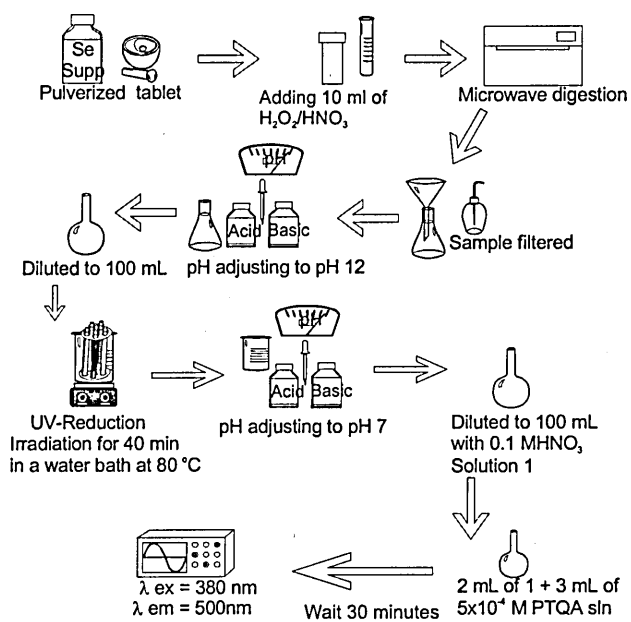 Se
Supp
Pulverized tablet
Adding 10 ml of
H₂O₂/HNO₃
Microwave digestion
pH
Acid Basic
Sample filtered
pH adjusting to pH 12
Diluted to 100 mL
UV-Reduction
Irradiation for 40 min
in a water bath at 80 °C
pH
Acid Basic
pH adjusting to pH 7
Diluted to 100 mL
with 0.1 MHNO₃
Solution 1
2 mL of 1 + 3 mL of
5x10⁻⁴ M PTQA sln
Wait 30 minutes
λ ex = 380 nm
λ em = 500nm